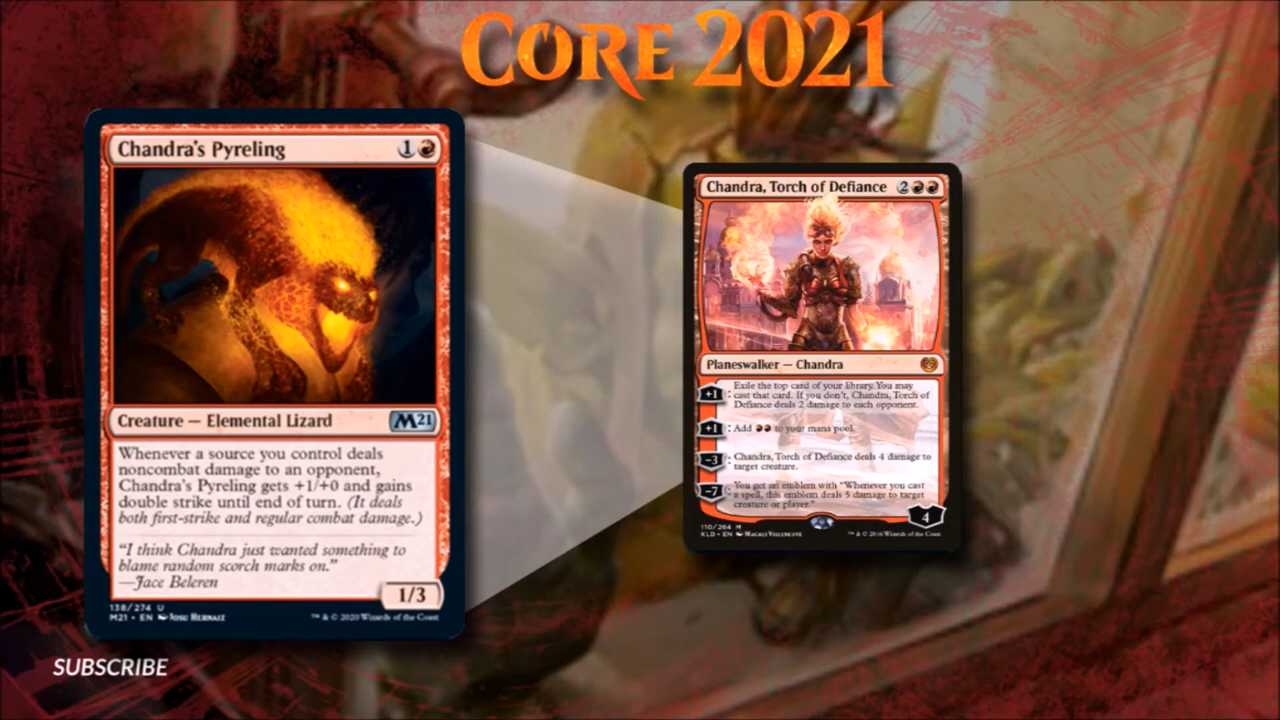 CORE 2021
Chandra's Pyreling 1
Creature — Elemental Lizard M21
Whenever a source you control deals
noncombat damage to an opponent,
Chandra's Pyreling gets +1/+0 and gains
double strike until end of turn. (It deals
both first-strike and regular combat damage.)
"I think Chandra just wanted something to
blame random scorch marks on."
—Jace Beleren
1/3
138/274 U
M21 • EN Josu Hernaiz ™ & © 2020 Wizards of the Coast
SUBSCRIBE
Chandra, Torch of Defiance 2
Planeswalker — Chandra
+1: Exile the top card of your library. You may
cast that card. If you don't, Chandra, Torch of
Defiance deals 2 damage to each opponent.
+1: Add to your mana pool.
-3: Chandra, Torch of Defiance deals 4 damage to
target creature.
-7: You get an emblem with "Whenever you cast
a spell, this emblem deals 5 damage to target
creature or player."
4
110/264 M
KLD • EN Magali Villeneuve ™ & © 2016 Wizards of the Coast